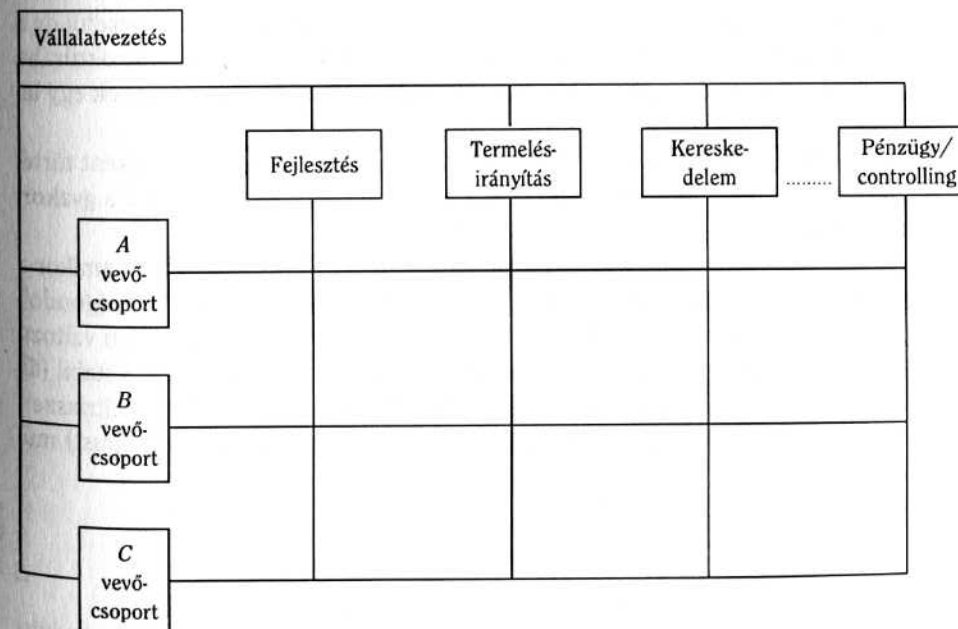 Vállalatvezetés
Fejlesztés
Termelés-
irányítás
Kereske-
delem
.........
Pénzügy/
controlling
A
vevő-
csoport
B
vevő-
csoport
C
vevő-
csoport